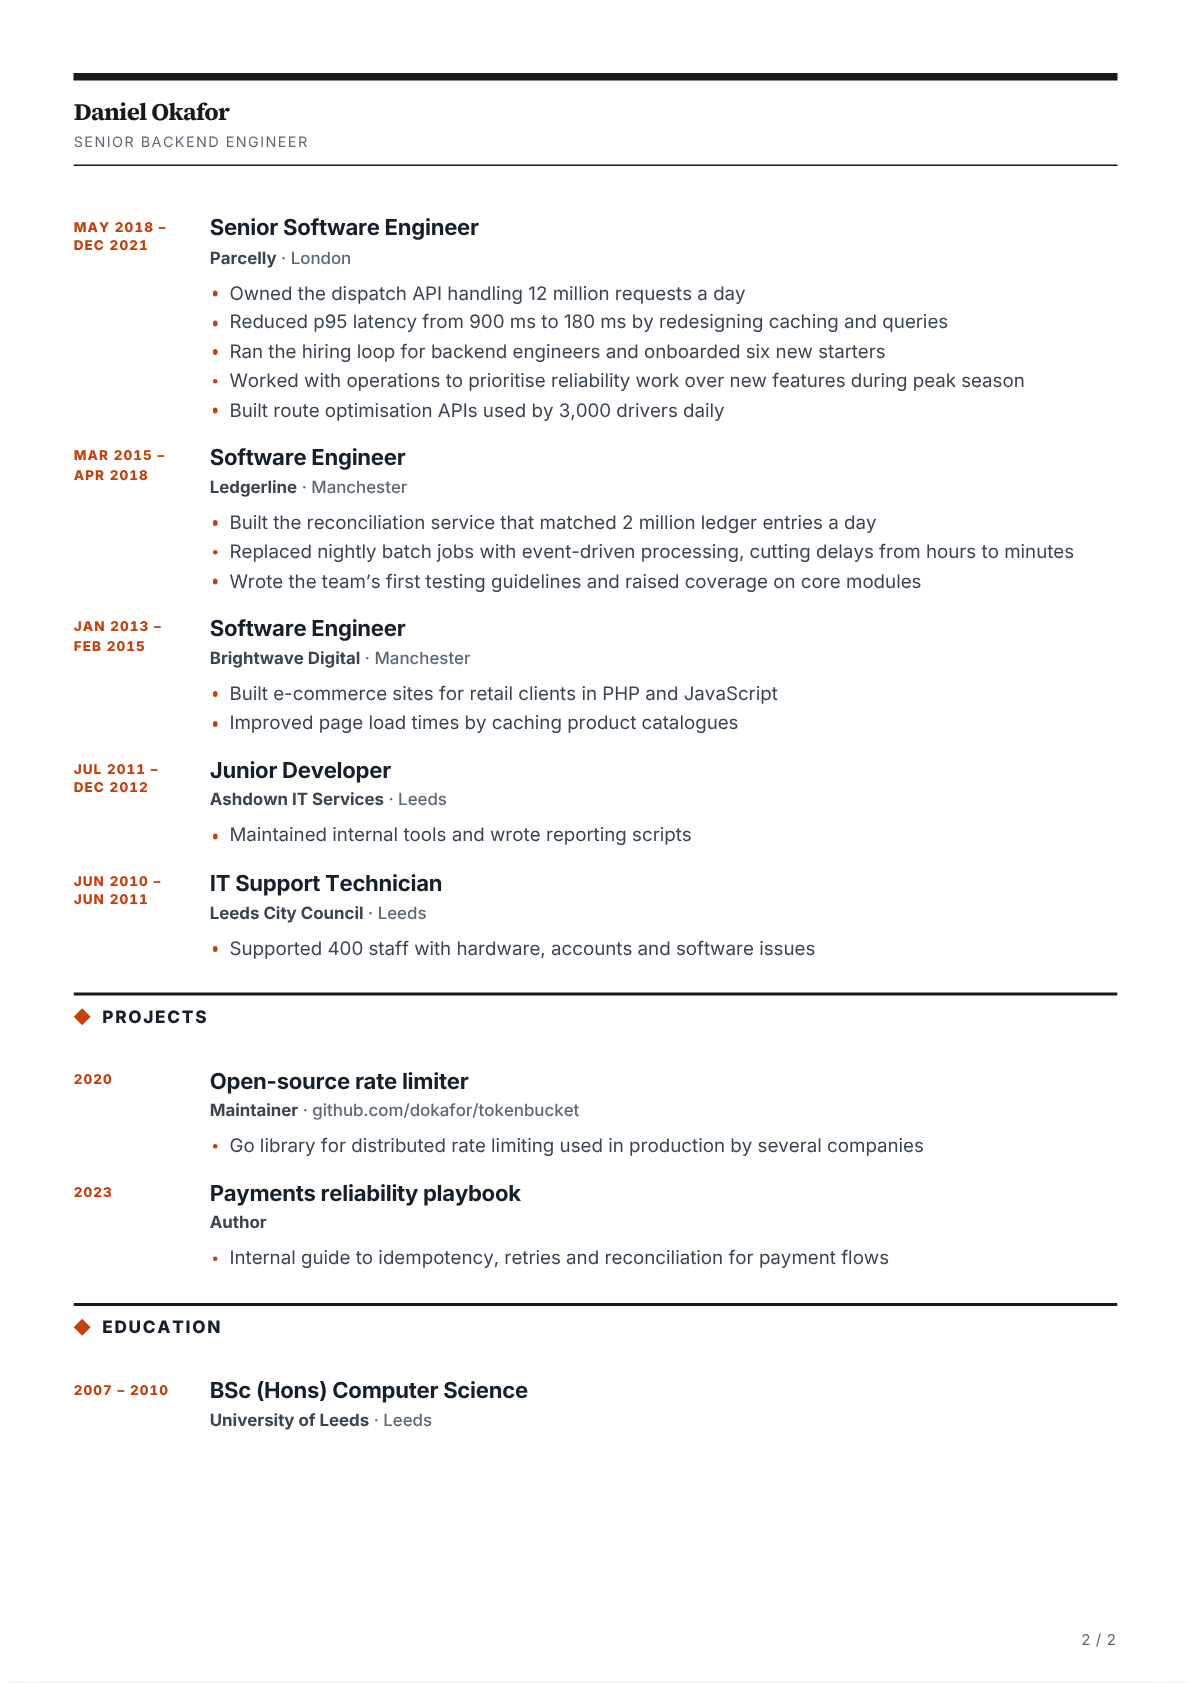 Daniel Okafor
SENIOR BACKEND ENGINEER
MAY 2018 –
DEC 2021
Senior Software Engineer
Parcelly · London
• Owned the dispatch API handling 12 million requests a day
• Reduced p95 latency from 900 ms to 180 ms by redesigning caching and queries
• Ran the hiring loop for backend engineers and onboarded six new starters
• Worked with operations to prioritise reliability work over new features during peak season
• Built route optimisation APIs used by 3,000 drivers daily
MAR 2015 –
APR 2018
Software Engineer
Ledgerline · Manchester
• Built the reconciliation service that matched 2 million ledger entries a day
• Replaced nightly batch jobs with event-driven processing, cutting delays from hours to minutes
• Wrote the team’s first testing guidelines and raised coverage on core modules
JAN 2013 –
FEB 2015
Software Engineer
Brightwave Digital · Manchester
• Built e-commerce sites for retail clients in PHP and JavaScript
• Improved page load times by caching product catalogues
JUL 2011 –
DEC 2012
Junior Developer
Ashdown IT Services · Leeds
• Maintained internal tools and wrote reporting scripts
JUN 2010 –
JUN 2011
IT Support Technician
Leeds City Council · Leeds
• Supported 400 staff with hardware, accounts and software issues
PROJECTS
2020
Open-source rate limiter
Maintainer · github.com/dokafor/tokenbucket
• Go library for distributed rate limiting used in production by several companies
2023
Payments reliability playbook
Author
• Internal guide to idempotency, retries and reconciliation for payment flows
EDUCATION
2007 – 2010
BSc (Hons) Computer Science
University of Leeds · Leeds
2 / 2